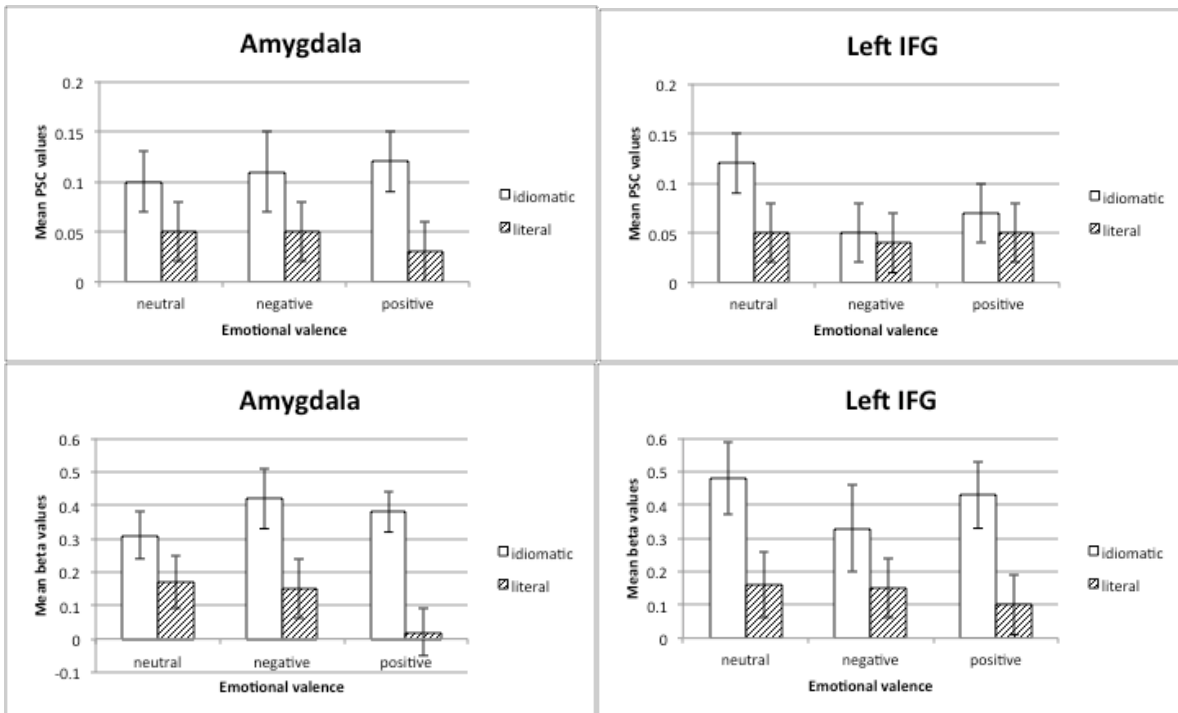 Amygdala
Mean PSC values
0.2
0.15
0.1
0.05
0
neutral negative positive
Emotional valence
idiomatic
literal
Left IFG
Mean PSC values
0.2
0.15
0.1
0.05
0
neutral negative positive
Emotional valence
idiomatic
literal
Amygdala
Mean beta values
0.6
0.5
0.4
0.3
0.2
0.1
0
-0.1
neutral negative positive
Emotional valence
idiomatic
literal
Left IFG
Mean beta values
0.6
0.5
0.4
0.3
0.2
0.1
0
neutral negative positive
Emotional valence
idiomatic
literal